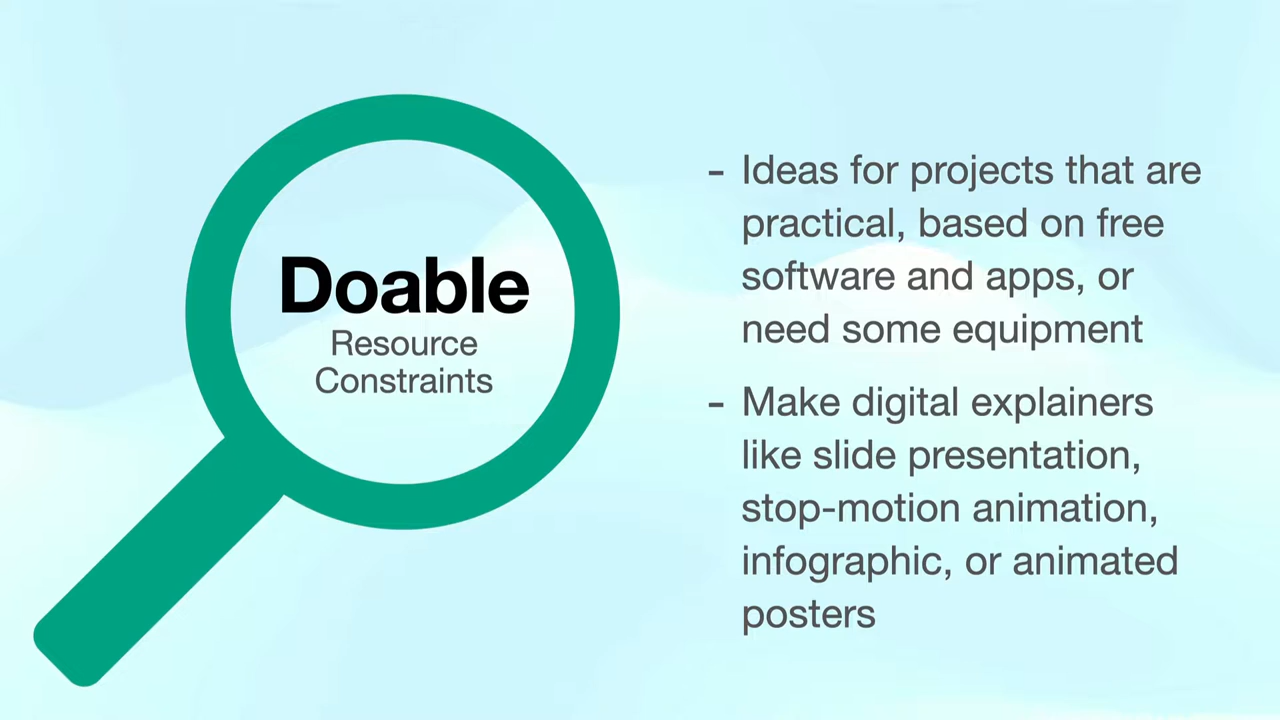 Doable
Resource
Constraints
- Ideas for projects that are
practical, based on free
software and apps, or
need some equipment
- Make digital explainers
like slide presentation,
stop-motion animation,
infographic, or animated
posters